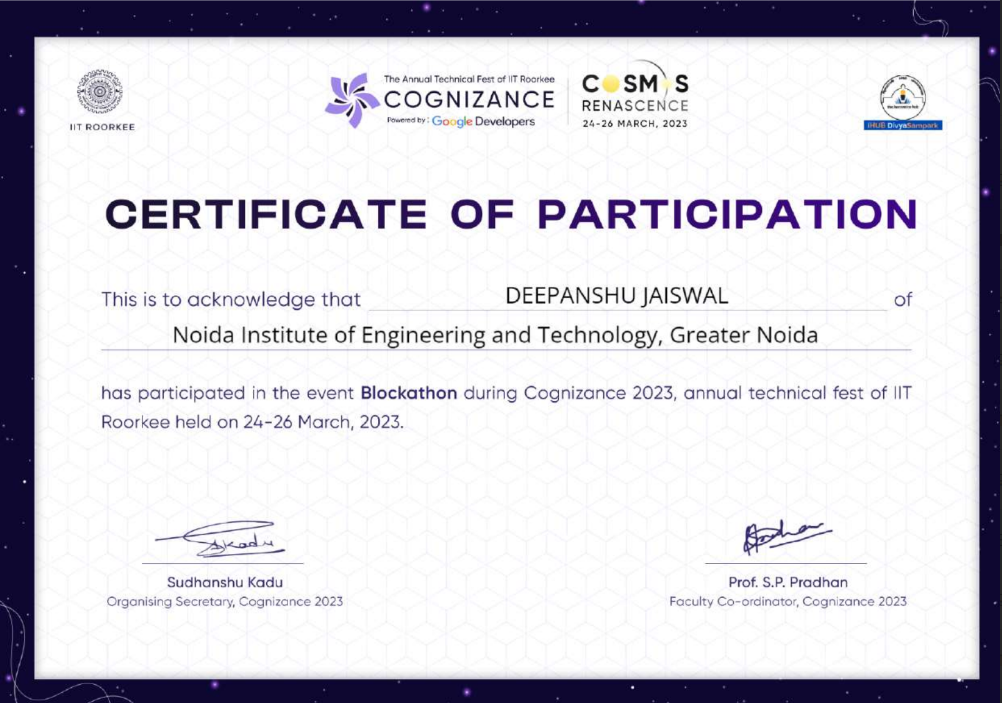 IIT ROORKEE
The Annual Technical Fest of IIT Roorkee
COGNIZANCE
Powered by : Google Developers
COSMOS
RENASCENCE
24-26 MARCH, 2023
iHUB DivyaSampark
CERTIFICATE OF PARTICIPATION
This is to acknowledge that DEEPANSHU JAISWAL of
Noida Institute of Engineering and Technology, Greater Noida
has participated in the event Blockathon during Cognizance 2023, annual technical fest of IIT
Roorkee held on 24-26 March, 2023.
Sudhanshu Kadu
Organising Secretary, Cognizance 2023
Prof. S.P. Pradhan
Faculty Co-ordinator, Cognizance 2023